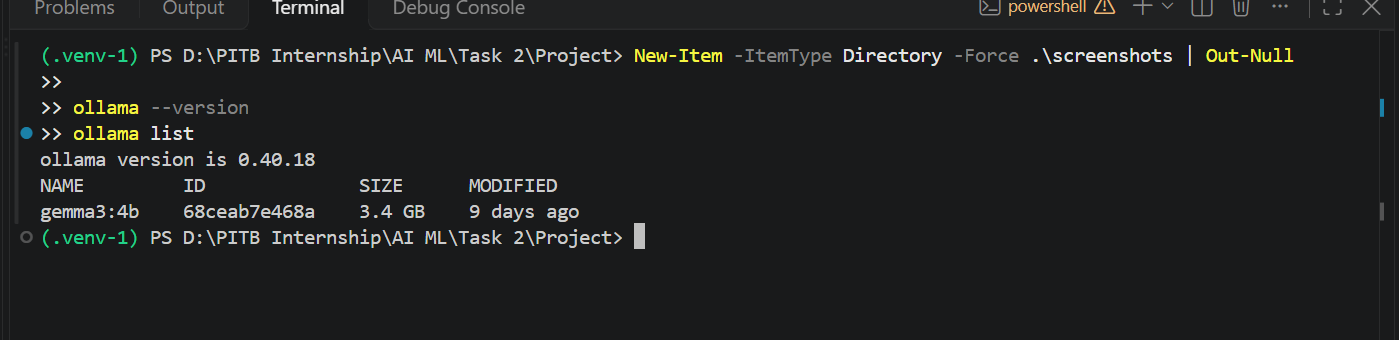 Problems Output Terminal Debug Console powershell
(.venv-1) PS D:\PITB Internship\AI ML\Task 2\Project> New-Item -ItemType Directory -Force .\screenshots | Out-Null
>>
>> ollama --version
>> ollama list
ollama version is 0.40.18
NAME ID SIZE MODIFIED
gemma3:4b 68ceab7e468a 3.4 GB 9 days ago
(.venv-1) PS D:\PITB Internship\AI ML\Task 2\Project>